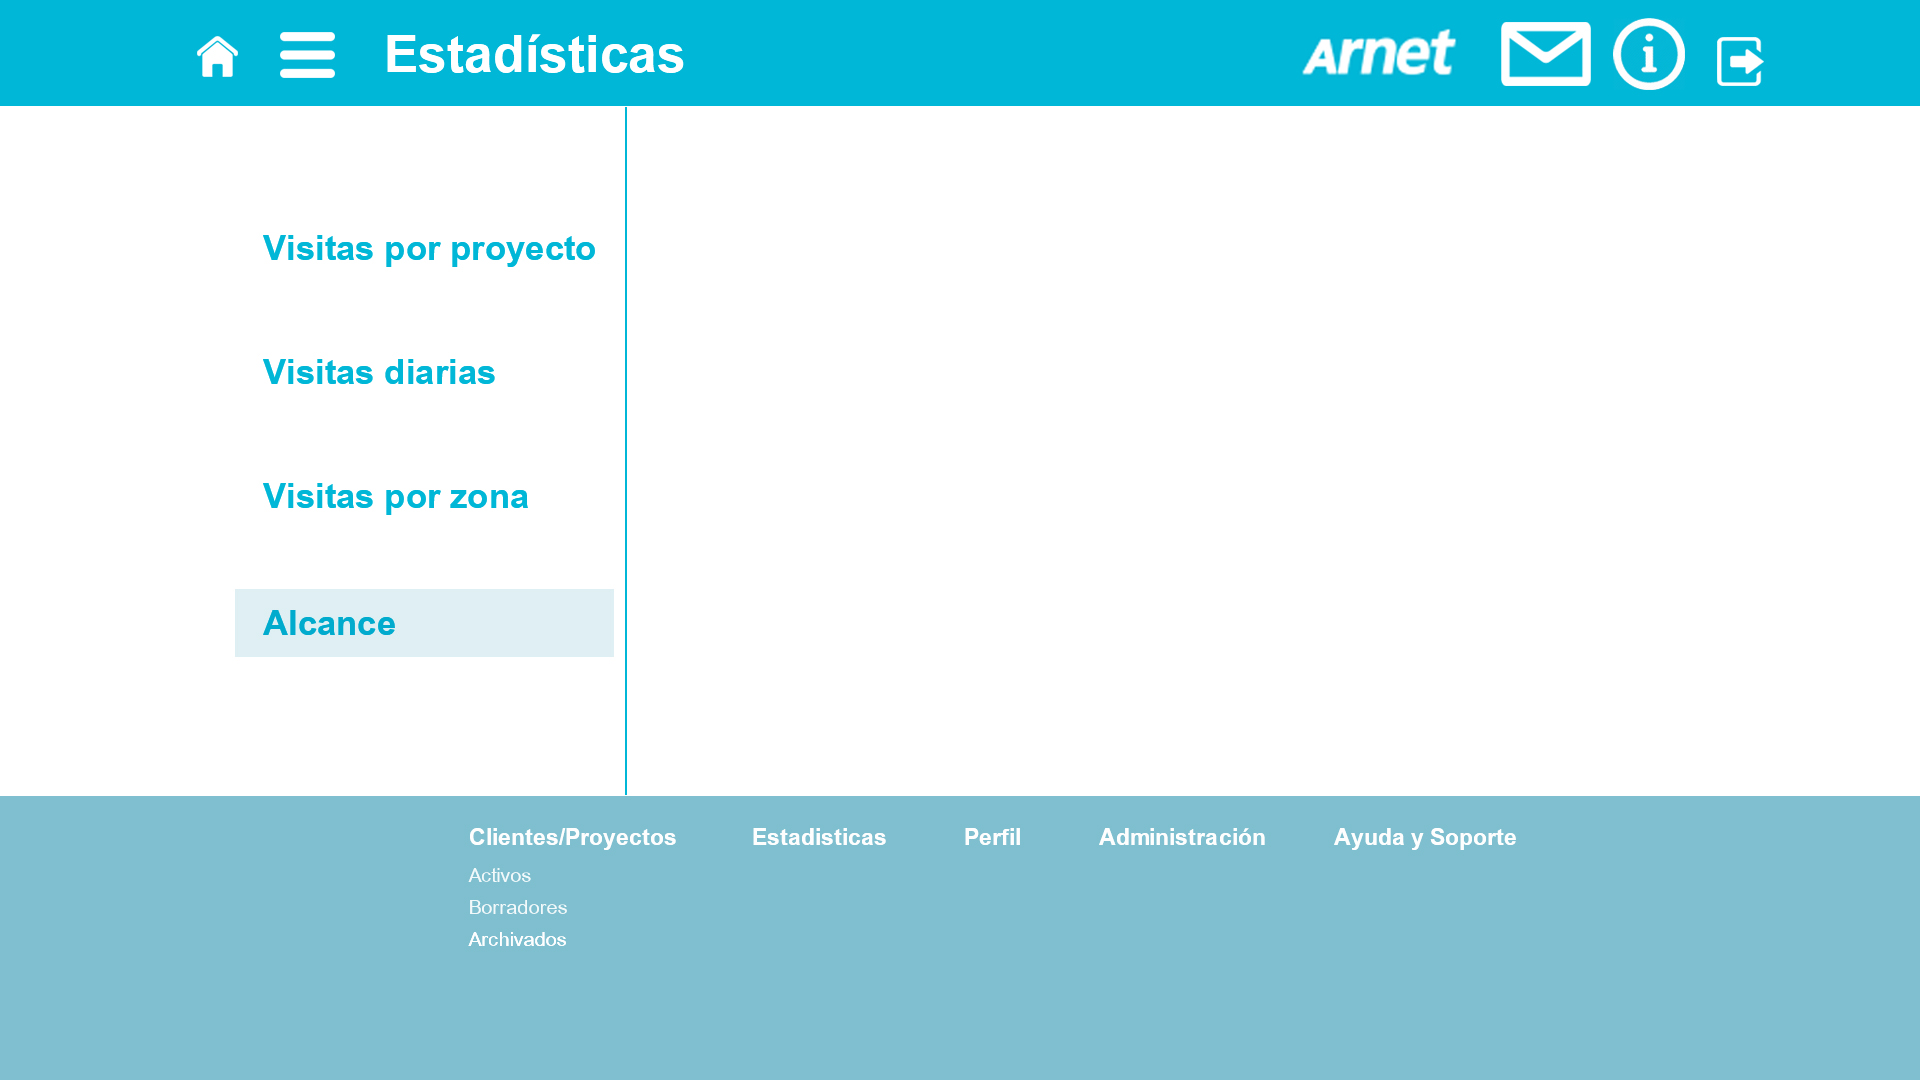 Estadísticas
Arnet
Visitas por proyecto
Visitas diarias
Visitas por zona
Alcance
Clientes/Proyectos
Activos
Borradores
Archivados
Estadisticas
Perfil
Administración
Ayuda y Soporte